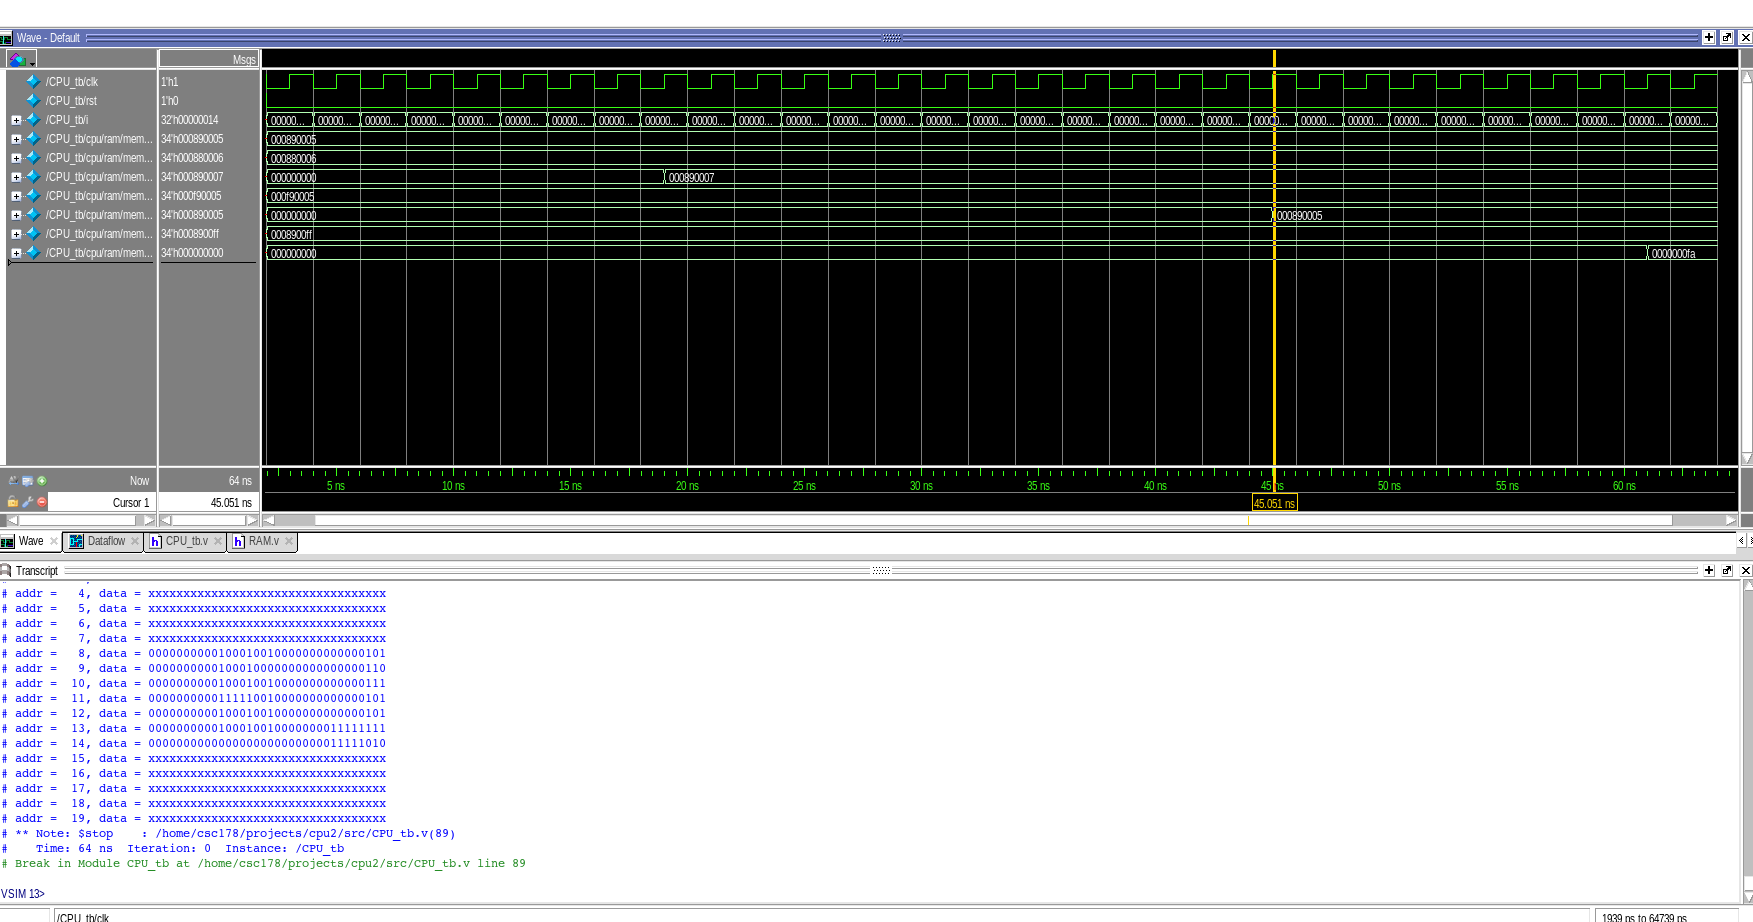 Wave - Default
Msgs
/CPU_tb/clk 1'h1
/CPU_tb/rst 1'h0
/CPU_tb/i 32'h00000014 00000... 00000... 00000... 00000... 00000... 00000... 00000... 00000... 00000... 00000... 00000... 00000... 00000... 00000... 00000... 00000... 00000... 00000... 00000... 00000... 00000... 00000... 00000... 00000... 00000... 00000... 00000... 00000... 00000... 00000... 00000...
/CPU_tb/cpu/ram/mem... 34'h000890005 000890005
/CPU_tb/cpu/ram/mem... 34'h000880006 000880006
/CPU_tb/cpu/ram/mem... 34'h000890007 000000000 000890007
/CPU_tb/cpu/ram/mem... 34'h000f90005 000f90005
/CPU_tb/cpu/ram/mem... 34'h000890005 000000000 000890005
/CPU_tb/cpu/ram/mem... 34'h0008900ff 0008900ff
/CPU_tb/cpu/ram/mem... 34'h000000000 000000000 0000000fa
Now 64 ns 5 ns 10 ns 15 ns 20 ns 25 ns 30 ns 35 ns 40 ns 45 ns 50 ns 55 ns 60 ns
Cursor 1 45.051 ns 45.051 ns
Wave Dataflow CPU_tb.v RAM.v
Transcript
# addr =   4, data = xxxxxxxxxxxxxxxxxxxxxxxxxxxxxxxxxx
# addr =   5, data = xxxxxxxxxxxxxxxxxxxxxxxxxxxxxxxxxx
# addr =   6, data = xxxxxxxxxxxxxxxxxxxxxxxxxxxxxxxxxx
# addr =   7, data = xxxxxxxxxxxxxxxxxxxxxxxxxxxxxxxxxx
# addr =   8, data = 0000000000100010010000000000000101
# addr =   9, data = 0000000000100010000000000000000110
# addr =  10, data = 0000000000100010010000000000000111
# addr =  11, data = 0000000000111110010000000000000101
# addr =  12, data = 0000000000100010010000000000000101
# addr =  13, data = 0000000000100010010000000011111111
# addr =  14, data = 0000000000000000000000000011111010
# addr =  15, data = xxxxxxxxxxxxxxxxxxxxxxxxxxxxxxxxxx
# addr =  16, data = xxxxxxxxxxxxxxxxxxxxxxxxxxxxxxxxxx
# addr =  17, data = xxxxxxxxxxxxxxxxxxxxxxxxxxxxxxxxxx
# addr =  18, data = xxxxxxxxxxxxxxxxxxxxxxxxxxxxxxxxxx
# addr =  19, data = xxxxxxxxxxxxxxxxxxxxxxxxxxxxxxxxxx
# ** Note: $stop    : /home/csc178/projects/cpu2/src/CPU_tb.v(89)
#    Time: 64 ns  Iteration: 0  Instance: /CPU_tb
# Break in Module CPU_tb at /home/csc178/projects/cpu2/src/CPU_tb.v line 89
VSIM 13>
/CPU_tb/clk 1939 ps to 64739 ps